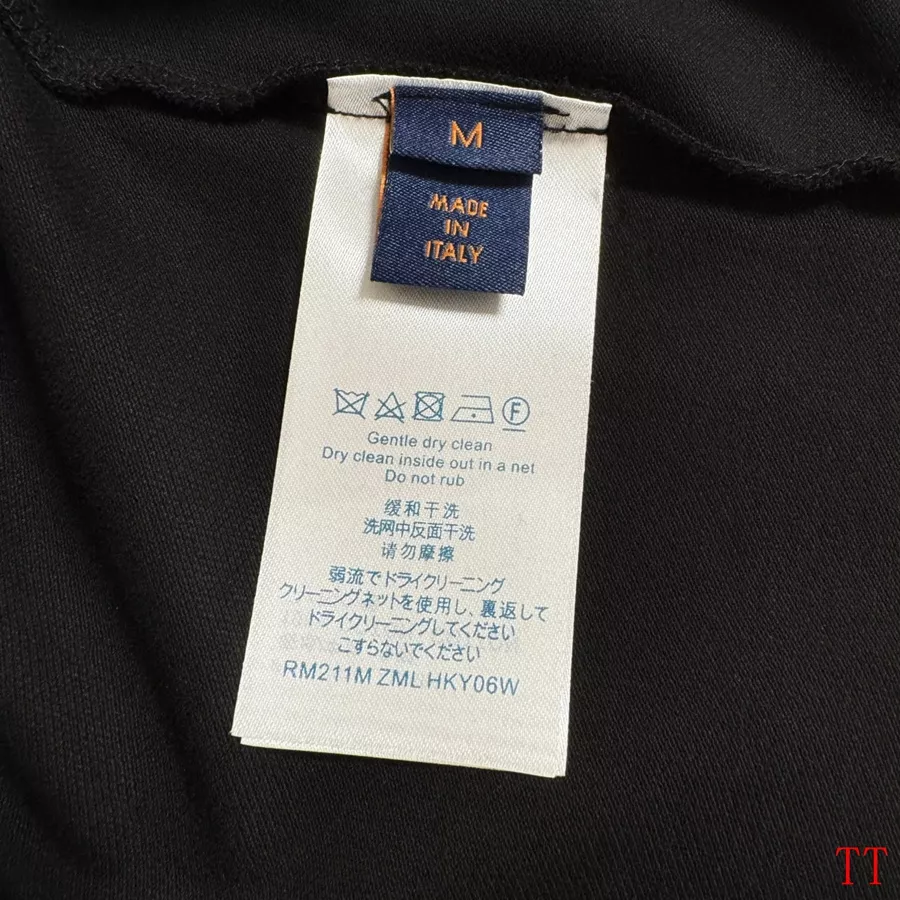 M
MADE
IN
ITALY
F
Gentle dry clean
Dry clean inside out in a net
Do not rub
缓和干洗
洗网中反面干洗
请勿摩擦
弱流でドライクリーニング
クリーニングネットを使用し、裏返して
ドライクリーニングしてください
こすらないでください
RM211M ZML HKY06W
TT